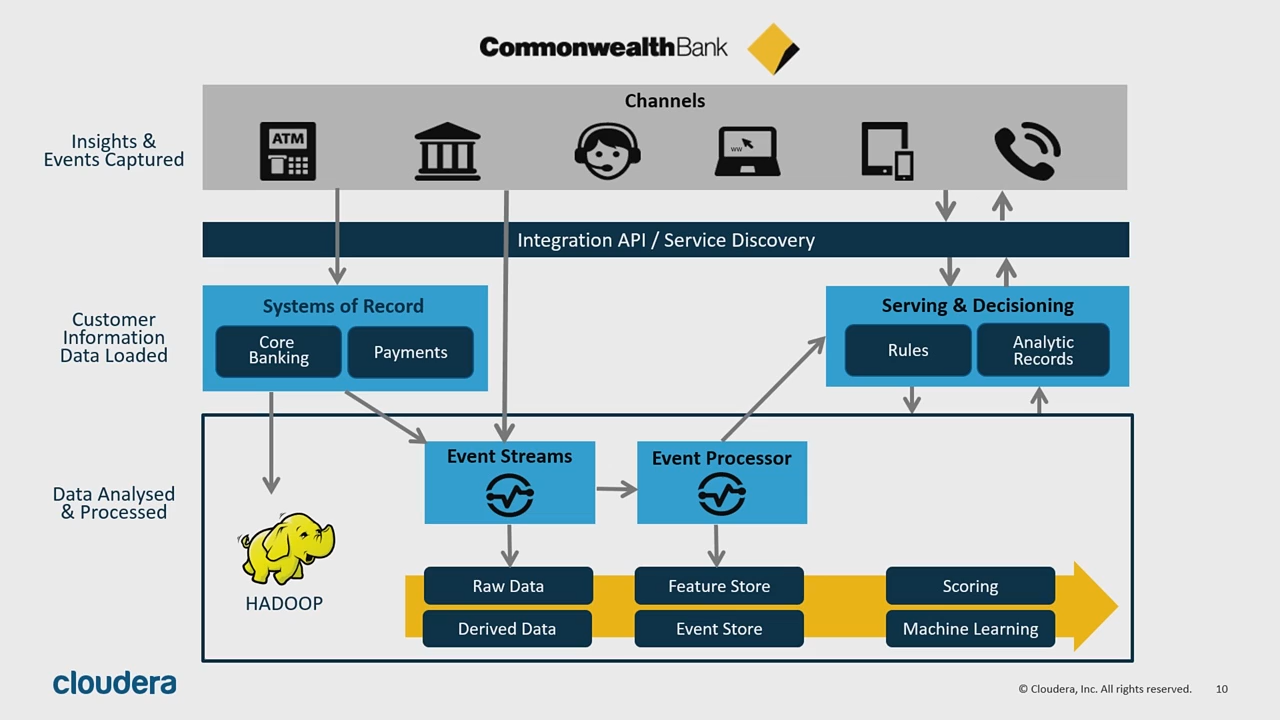 CommonwealthBank
Channels
Insights &
Events Captured
ATM
ww
Integration API / Service Discovery
Customer
Information
Data Loaded
Systems of Record
Core
Banking
Payments
Serving & Decisioning
Rules
Analytic
Records
Data Analysed
& Processed
Event Streams
Event Processor
HADOOP
Raw Data
Feature Store
Scoring
Derived Data
Event Store
Machine Learning
cloudera
© Cloudera, Inc. All rights reserved.
10